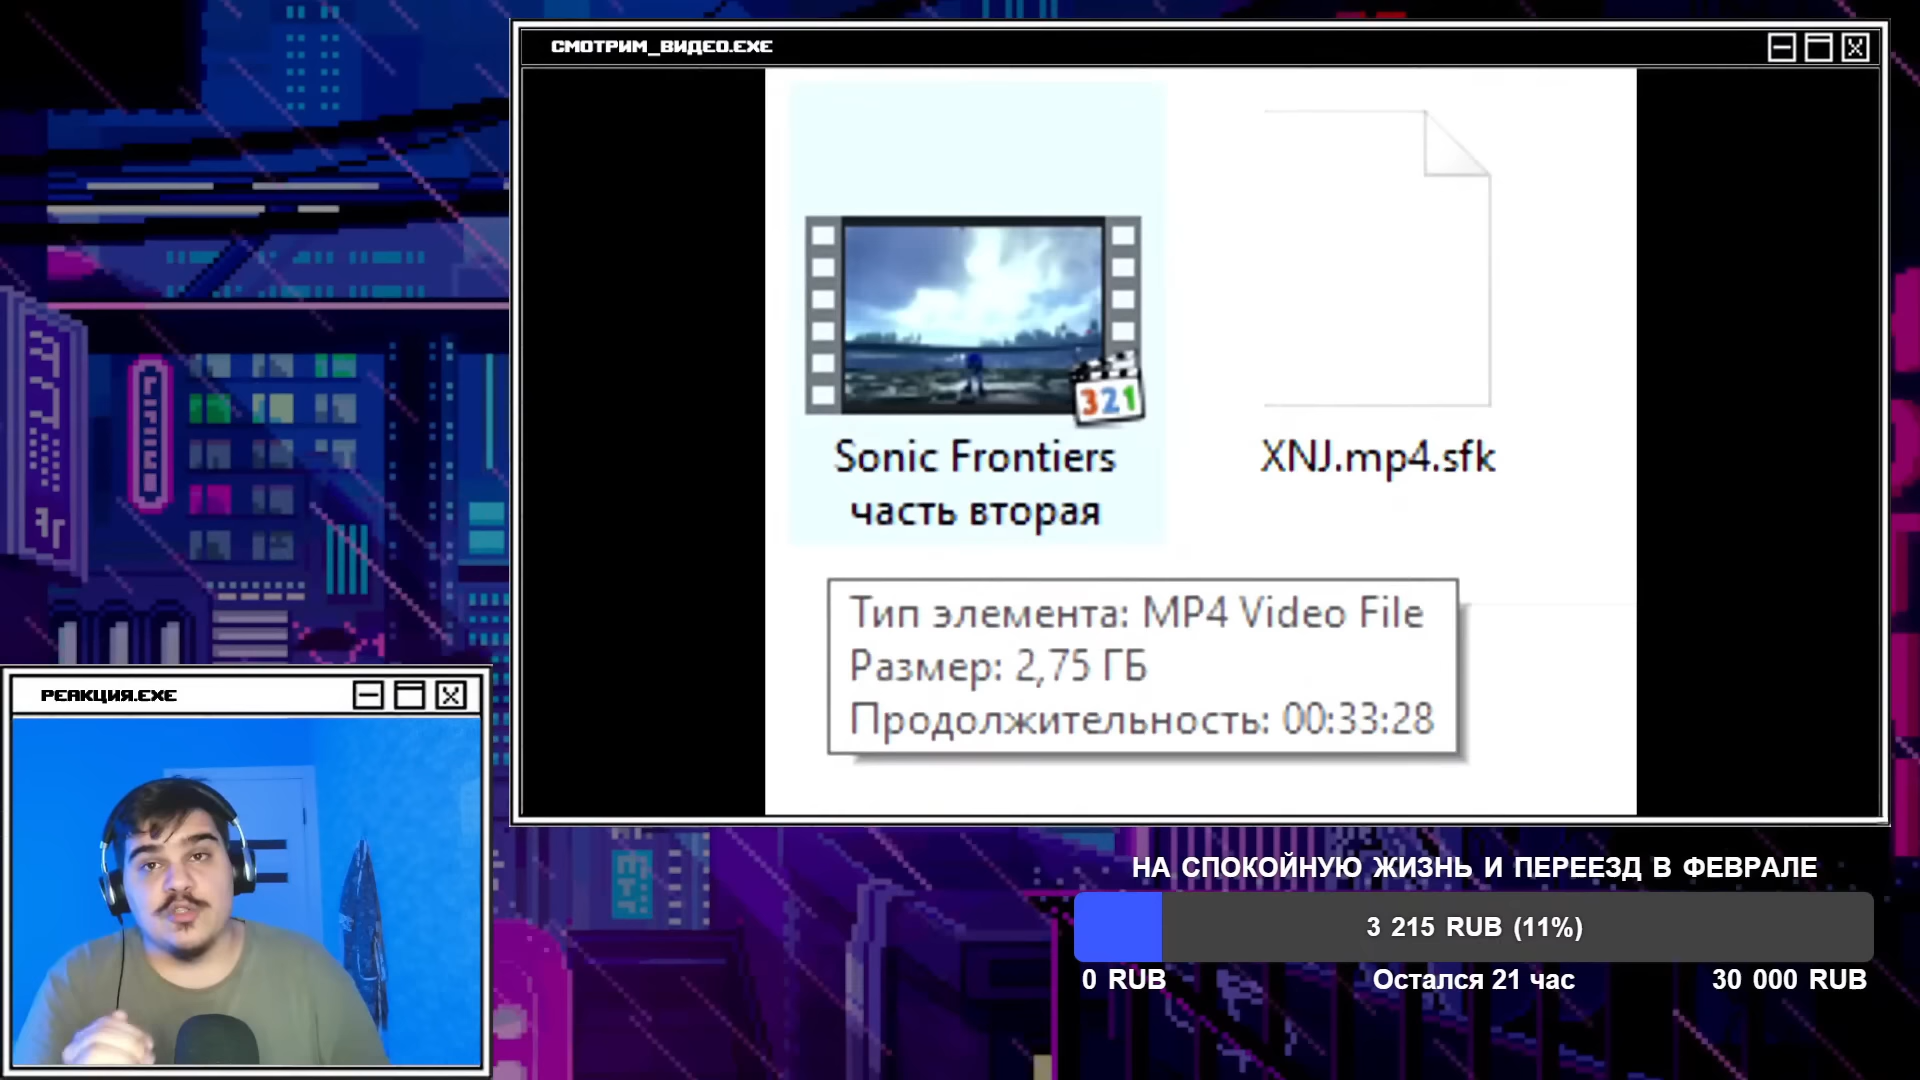 СМОТРИМ_ВИДЕО.EXE
Sonic Frontiers
часть вторая
321
XNJ.mp4.sfk
Тип элемента: MP4 Video File
Размер: 2,75 ГБ
Продолжительность: 00:33:28
РЕАКЦИЯ.EXE
НА СПОКОЙНУЮ ЖИЗНЬ И ПЕРЕЕЗД В ФЕВРАЛЕ
3 215 RUB (11%)
0 RUB
Остался 21 час
30 000 RUB